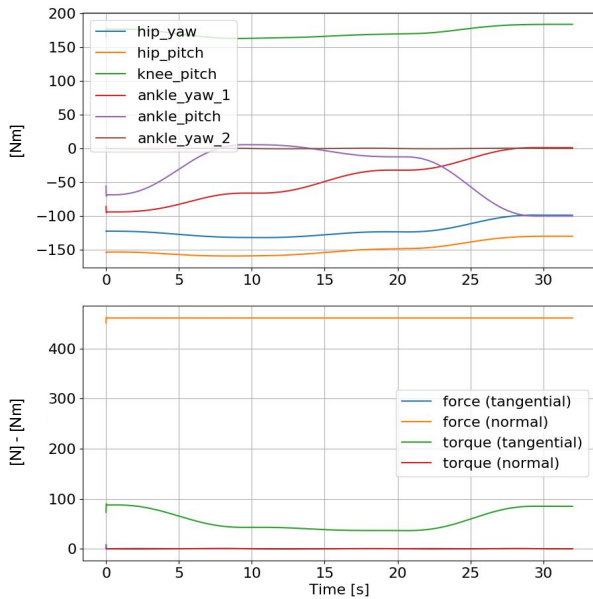 200
150
100
50
0
−50
−100
−150
[Nm]
hip_yaw
hip_pitch
knee_pitch
ankle_yaw_1
ankle_pitch
ankle_yaw_2
0 5 10 15 20 25 30
400
300
200
100
0
[N] - [Nm]
force (tangential)
force (normal)
torque (tangential)
torque (normal)
0 5 10 15 20 25 30
Time [s]